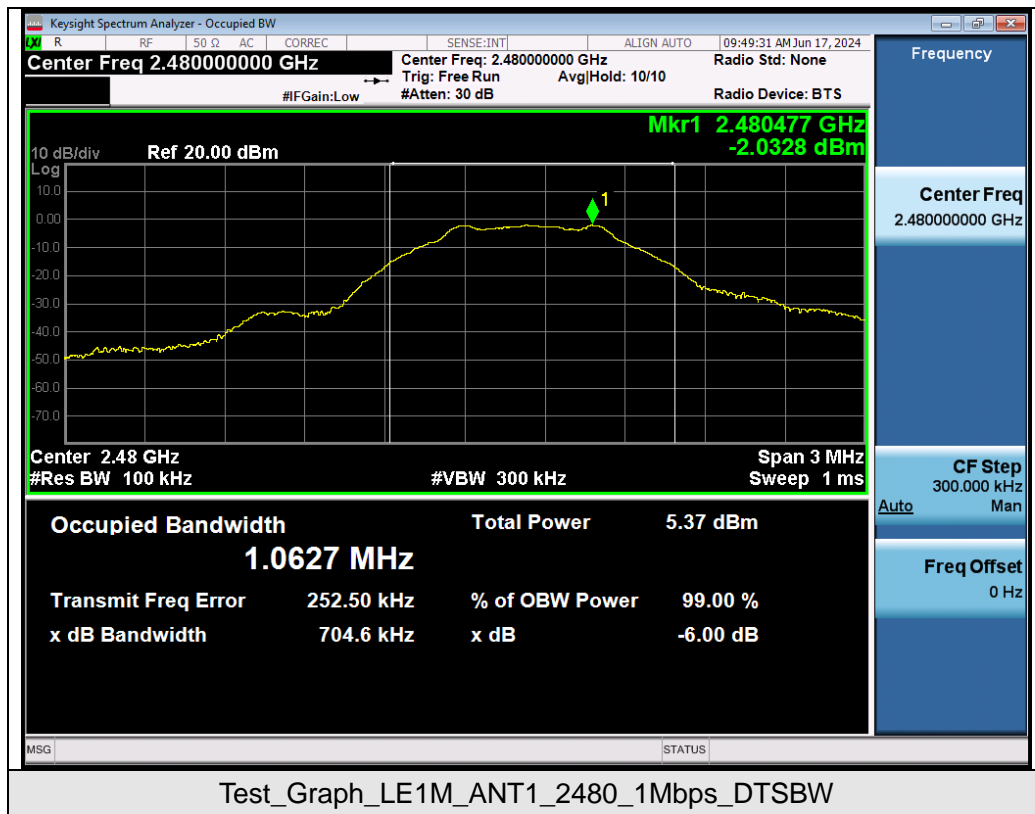 Keysight Spectrum Analyzer - Occupied BW
LXI R RF 50 Ω AC CORREC SENSE:INT ALIGN AUTO 09:49:31 AM Jun 17, 2024
Center Freq 2.480000000 GHz
Center Freq: 2.480000000 GHz Radio Std: None
Trig: Free Run Avg|Hold: 10/10
#IFGain:Low #Atten: 30 dB Radio Device: BTS
Frequency
Mkr1 2.480477 GHz
-2.0328 dBm
10 dB/div Ref 20.00 dBm
Log
10.0
0.00
-10.0
-20.0
-30.0
-40.0
-50.0
-60.0
-70.0
1
Center 2.48 GHz Span 3 MHz
#Res BW 100 kHz #VBW 300 kHz Sweep 1 ms
Center Freq
2.480000000 GHz
CF Step
300.000 kHz
Auto Man
Freq Offset
0 Hz
Occupied Bandwidth Total Power 5.37 dBm
1.0627 MHz
Transmit Freq Error 252.50 kHz % of OBW Power 99.00 %
x dB Bandwidth 704.6 kHz x dB -6.00 dB
MSG STATUS
Test_Graph_LE1M_ANT1_2480_1Mbps_DTSBW